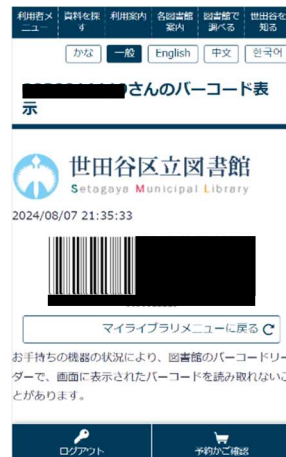 利用者メニュー
資料を探す
利用案内
各図書館案内
図書館で調べる
世田谷を知る
かな
一般
English
中文
한국어
さんのバーコード表
示
世田谷区立図書館
Setagaya Municipal Library
2024/08/07 21:35:33
マイライブラリメニューに戻る
お手持ちの機器の状況により、図書館のバーコードリー
ダーで、画面に表示されたバーコードを読み取れないこ
とがあります。
ログアウト
予約かご確認